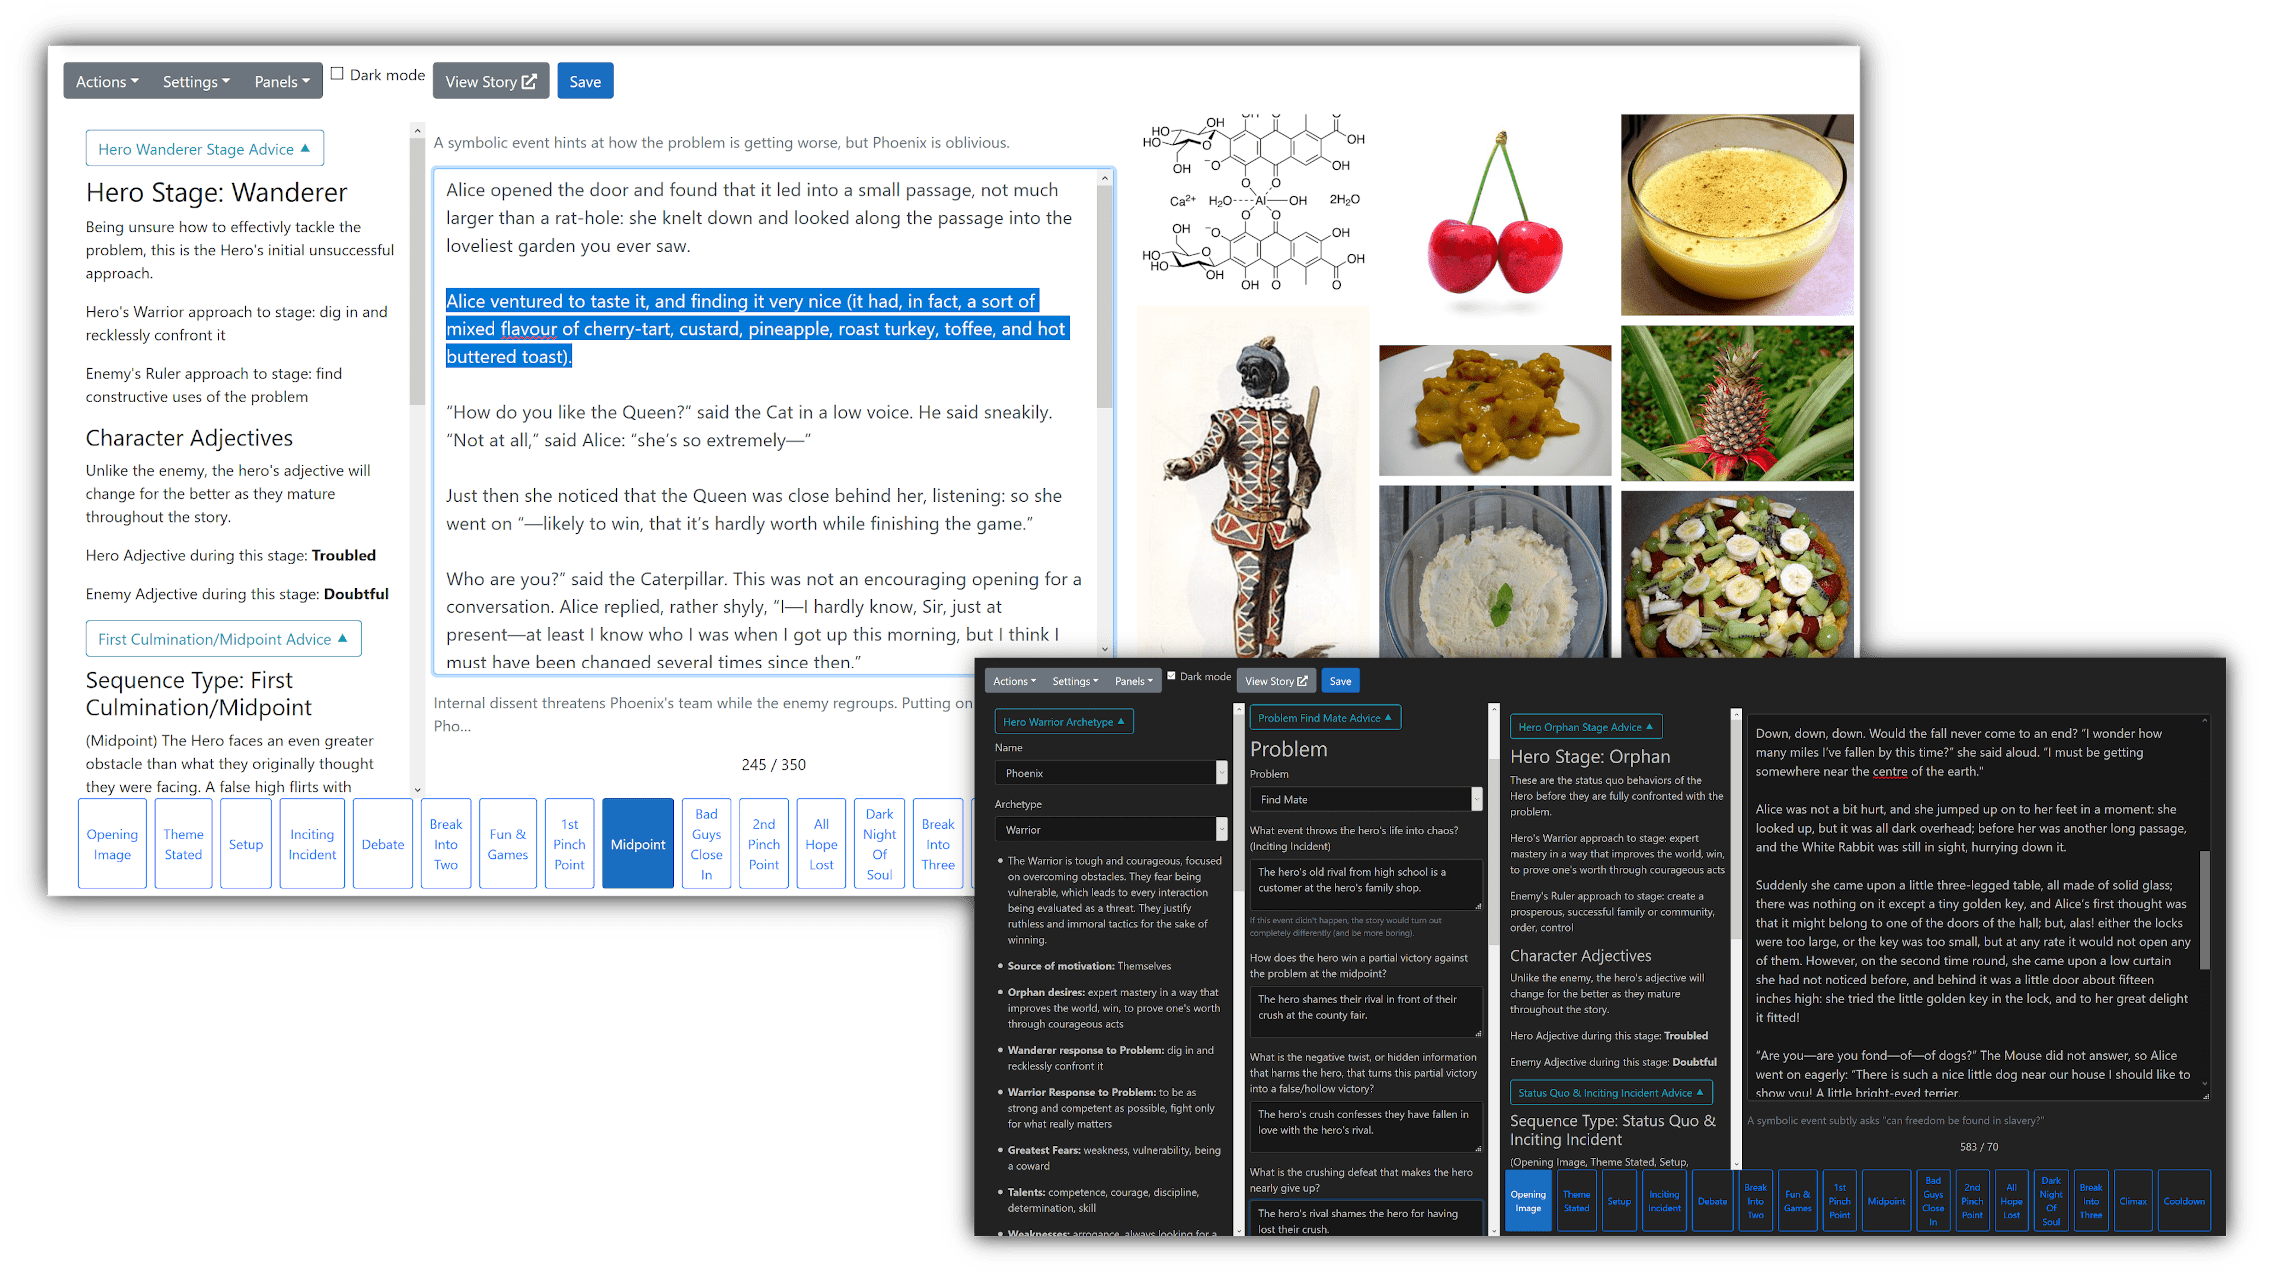 Actions
Settings
Panels
Dark mode
View Story
Save
Hero Wanderer Stage Advice
Hero Stage: Wanderer
Being unsure how to effectivly tackle the
problem, this is the Hero's initial unsuccessful
approach.
Hero's Warrior approach to stage: dig in and
recklessly confront it
Enemy's Ruler approach to stage: find
constructive uses of the problem
Character Adjectives
Unlike the enemy, the hero's adjective will
change for the better as they mature
throughout the story.
Hero Adjective during this stage: Troubled
Enemy Adjective during this stage: Doubtful
First Culmination/Midpoint Advice
Sequence Type: First
Culmination/Midpoint
(Midpoint) The Hero faces an even greater
obstacle than what they originally thought
they were facing. A false high flirts with
A symbolic event hints at how the problem is getting worse, but Phoenix is oblivious.
Alice opened the door and found that it led into a small passage, not much
larger than a rat-hole: she knelt down and looked along the passage into the
loveliest garden you ever saw.
Alice ventured to taste it, and finding it very nice (it had, in fact, a sort of
mixed flavour of cherry-tart, custard, pineapple, roast turkey, toffee, and hot
buttered toast).
“How do you like the Queen?” said the Cat in a low voice. He said sneakily.
“Not at all,” said Alice: “she’s so extremely—”
Just then she noticed that the Queen was close behind her, listening: so she
went on “—likely to win, that it’s hardly worth while finishing the game.”
Who are you?” said the Caterpillar. This was not an encouraging opening for a
conversation. Alice replied, rather shyly, “I—I hardly know, Sir, just at
present—at least I know who I was when I got up this morning, but I think I
must have been changed several times since then.”
Internal dissent threatens Phoenix's team while the enemy regroups. Putting on
Pho...
245 / 350
Opening
Image
Theme
Stated
Setup
Inciting
Incident
Debate
Break
Into
Two
Fun &
Games
1st
Pinch
Point
Midpoint
Bad
Guys
Close
In
2nd
Pinch
Point
All
Hope
Lost
Dark
Night
Of
Soul
Break
Into
Three
OH
HO
OH
HO
O
O
OH
O
OH
⁻O
OH
OH
O
O
Ca²⁺ H₂O Al OH 2H₂O
O
O
OH
⁻O
OH
HO
O
OH
HO
OH
OH
O
O
Actions
Settings
Panels
Dark mode
View Story
Save
Hero Warrior Archetype
Name
Phoenix
Archetype
Warrior
The Warrior is tough and courageous, focused
on overcoming obstacles. They fear being
vulnerable, which leads to every interaction
being evaluated as a threat. They justify
ruthless and immoral tactics for the sake of
winning.
Source of motivation: Themselves
Orphan desires: expert mastery in a way that
improves the world, win, to prove one's worth
through courageous acts
Wanderer response to Problem: dig in and
recklessly confront it
Warrior Response to Problem: to be as
strong and competent as possible, fight only
for what really matters
Greatest Fears: weakness, vulnerability, being
a coward
Talents: competence, courage, discipline,
determination, skill
Weaknesses: arrogance, always looking for a
Problem Find Mate Advice
Problem
Problem
Find Mate
What event throws the hero's life into chaos?
(Inciting Incident)
The hero's old rival from high school is a
customer at the hero's family shop.
If this event didn't happen, the story would turn out
completely differently (and be more boring).
How does the hero win a partial victory against
the problem at the midpoint?
The hero shames their rival in front of their
crush at the county fair.
What is the negative twist, or hidden information
that harms the hero, that turns this partial victory
into a false/hollow victory?
The hero's crush confesses they have fallen in
love with the hero's rival.
What is the crushing defeat that makes the hero
nearly give up?
The hero's rival shames the hero for having
lost their crush.
Hero Orphan Stage Advice
Hero Stage: Orphan
These are the status quo behaviors of the
Hero before they are fully confronted with the
problem.
Hero's Warrior approach to stage: expert
mastery in a way that improves the world, win,
to prove one's worth through courageous acts
Enemy's Ruler approach to stage: create a
prosperous, successful family or community,
order, control
Character Adjectives
Unlike the enemy, the hero's adjective will
change for the better as they mature
throughout the story.
Hero Adjective during this stage: Troubled
Enemy Adjective during this stage: Doubtful
Status Quo & Inciting Incident Advice
Sequence Type: Status Quo &
Inciting Incident
(Opening Image, Theme Stated, Setup,
Down, down, down. Would the fall never come to an end? “I wonder how
many miles I’ve fallen by this time?” she said aloud. “I must be getting
somewhere near the centre of the earth.”
Alice was not a bit hurt, and she jumped up on to her feet in a moment: she
looked up, but it was all dark overhead; before her was another long passage,
and the White Rabbit was still in sight, hurrying down it.
Suddenly she came upon a little three-legged table, all made of solid glass;
there was nothing on it except a tiny golden key, and Alice’s first thought was
that it might belong to one of the doors of the hall; but, alas! either the locks
were too large, or the key was too small, but at any rate it would not open any
of them. However, on the second time round, she came upon a low curtain
she had not noticed before, and behind it was a little door about fifteen
inches high: she tried the little golden key in the lock, and to her great delight
it fitted!
“Are you—are you fond—of—of dogs?” The Mouse did not answer, so Alice
went on eagerly: “There is such a nice little dog near our house I should like to
show you! A little bright-eyed terrier,
A symbolic event subtly asks "can freedom be found in slavery?"
583 / 70
Opening
Image
Theme
Stated
Setup
Inciting
Incident
Debate
Break
Into
Two
Fun &
Games
1st
Pinch
Point
Midpoint
Bad
Guys
Close
In
2nd
Pinch
Point
All
Hope
Lost
Dark
Night
Of
Soul
Break
Into
Three
Climax
Cooldown